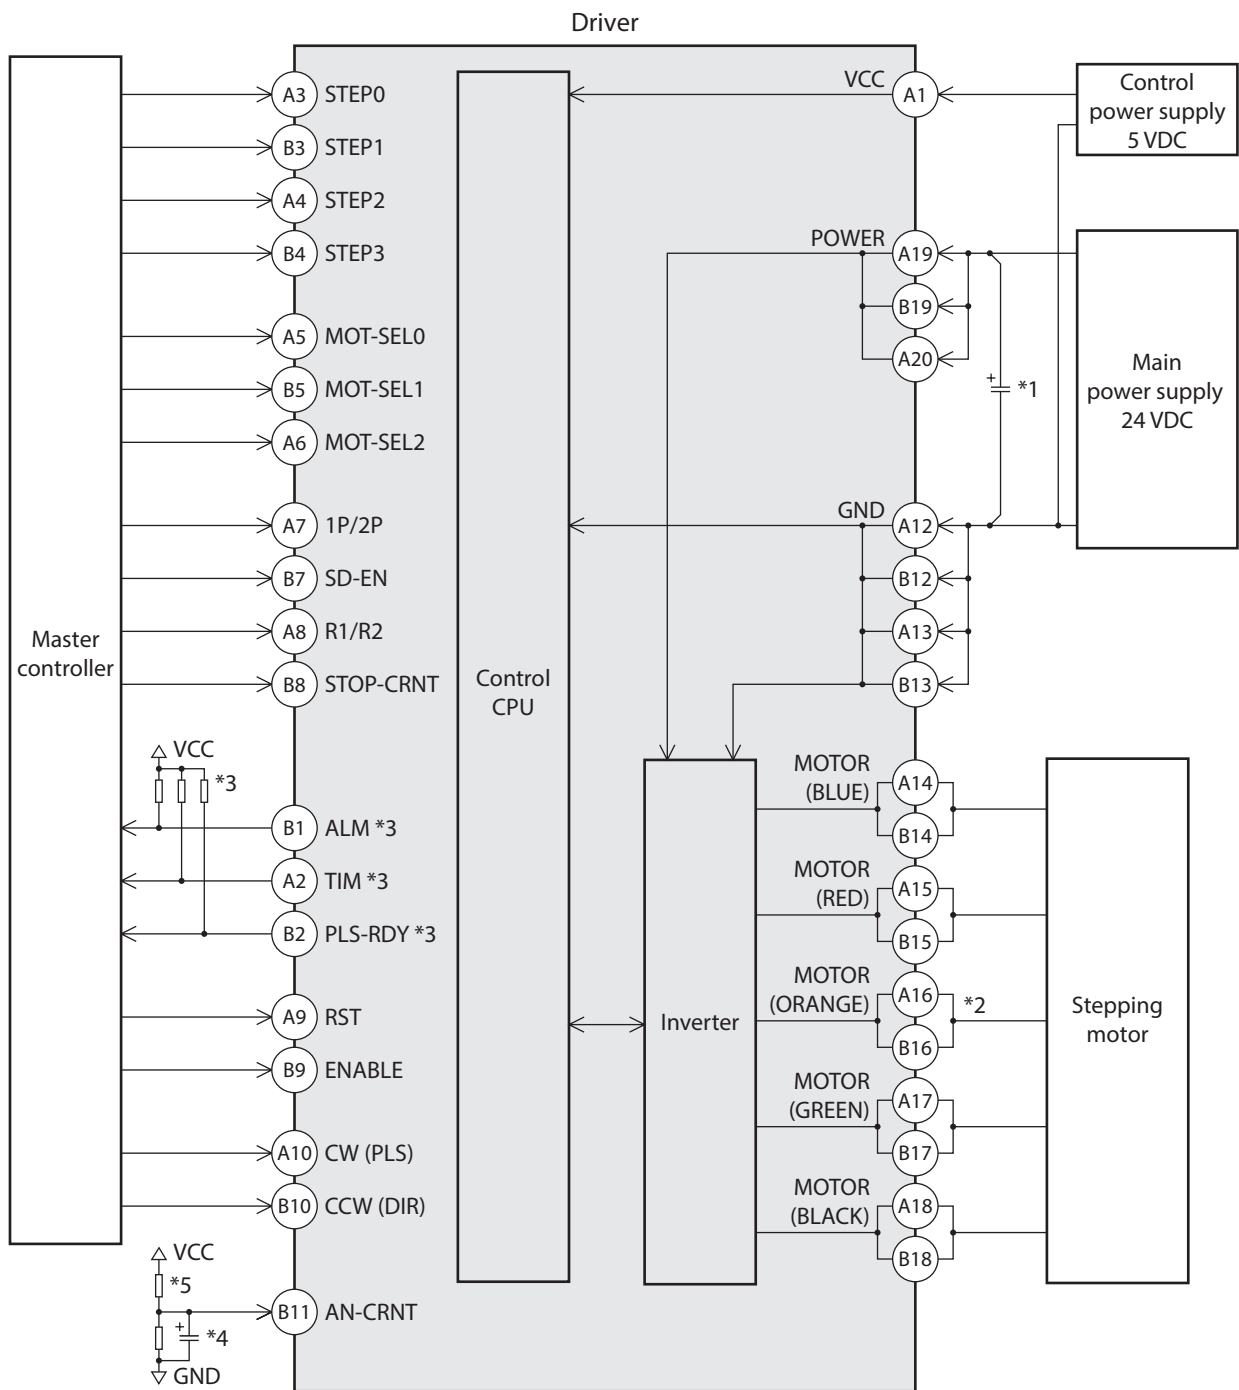 Driver
A3 STEP0
B3 STEP1
A4 STEP2
B4 STEP3
A5 MOT-SEL0
B5 MOT-SEL1
A6 MOT-SEL2
A7 1P/2P
B7 SD-EN
A8 R1/R2
B8 STOP-CRNT
Master
controller
VCC
*3
B1 ALM *3
A2 TIM *3
B2 PLS-RDY *3
A9 RST
B9 ENABLE
A10 CW (PLS)
B10 CCW (DIR)
VCC
*5
B11 AN-CRNT
*4
GND
Control
CPU
VCC A1
Control
power supply
5 VDC
POWER A19
B19
A20
*1
Main
power supply
24 VDC
GND A12
B12
A13
B13
Inverter
MOTOR
(BLUE)
A14
B14
MOTOR
(RED)
A15
B15
MOTOR
(ORANGE)
A16
B16
*2
MOTOR
(GREEN)
A17
B17
MOTOR
(BLACK)
A18
B18
Stepping
motor